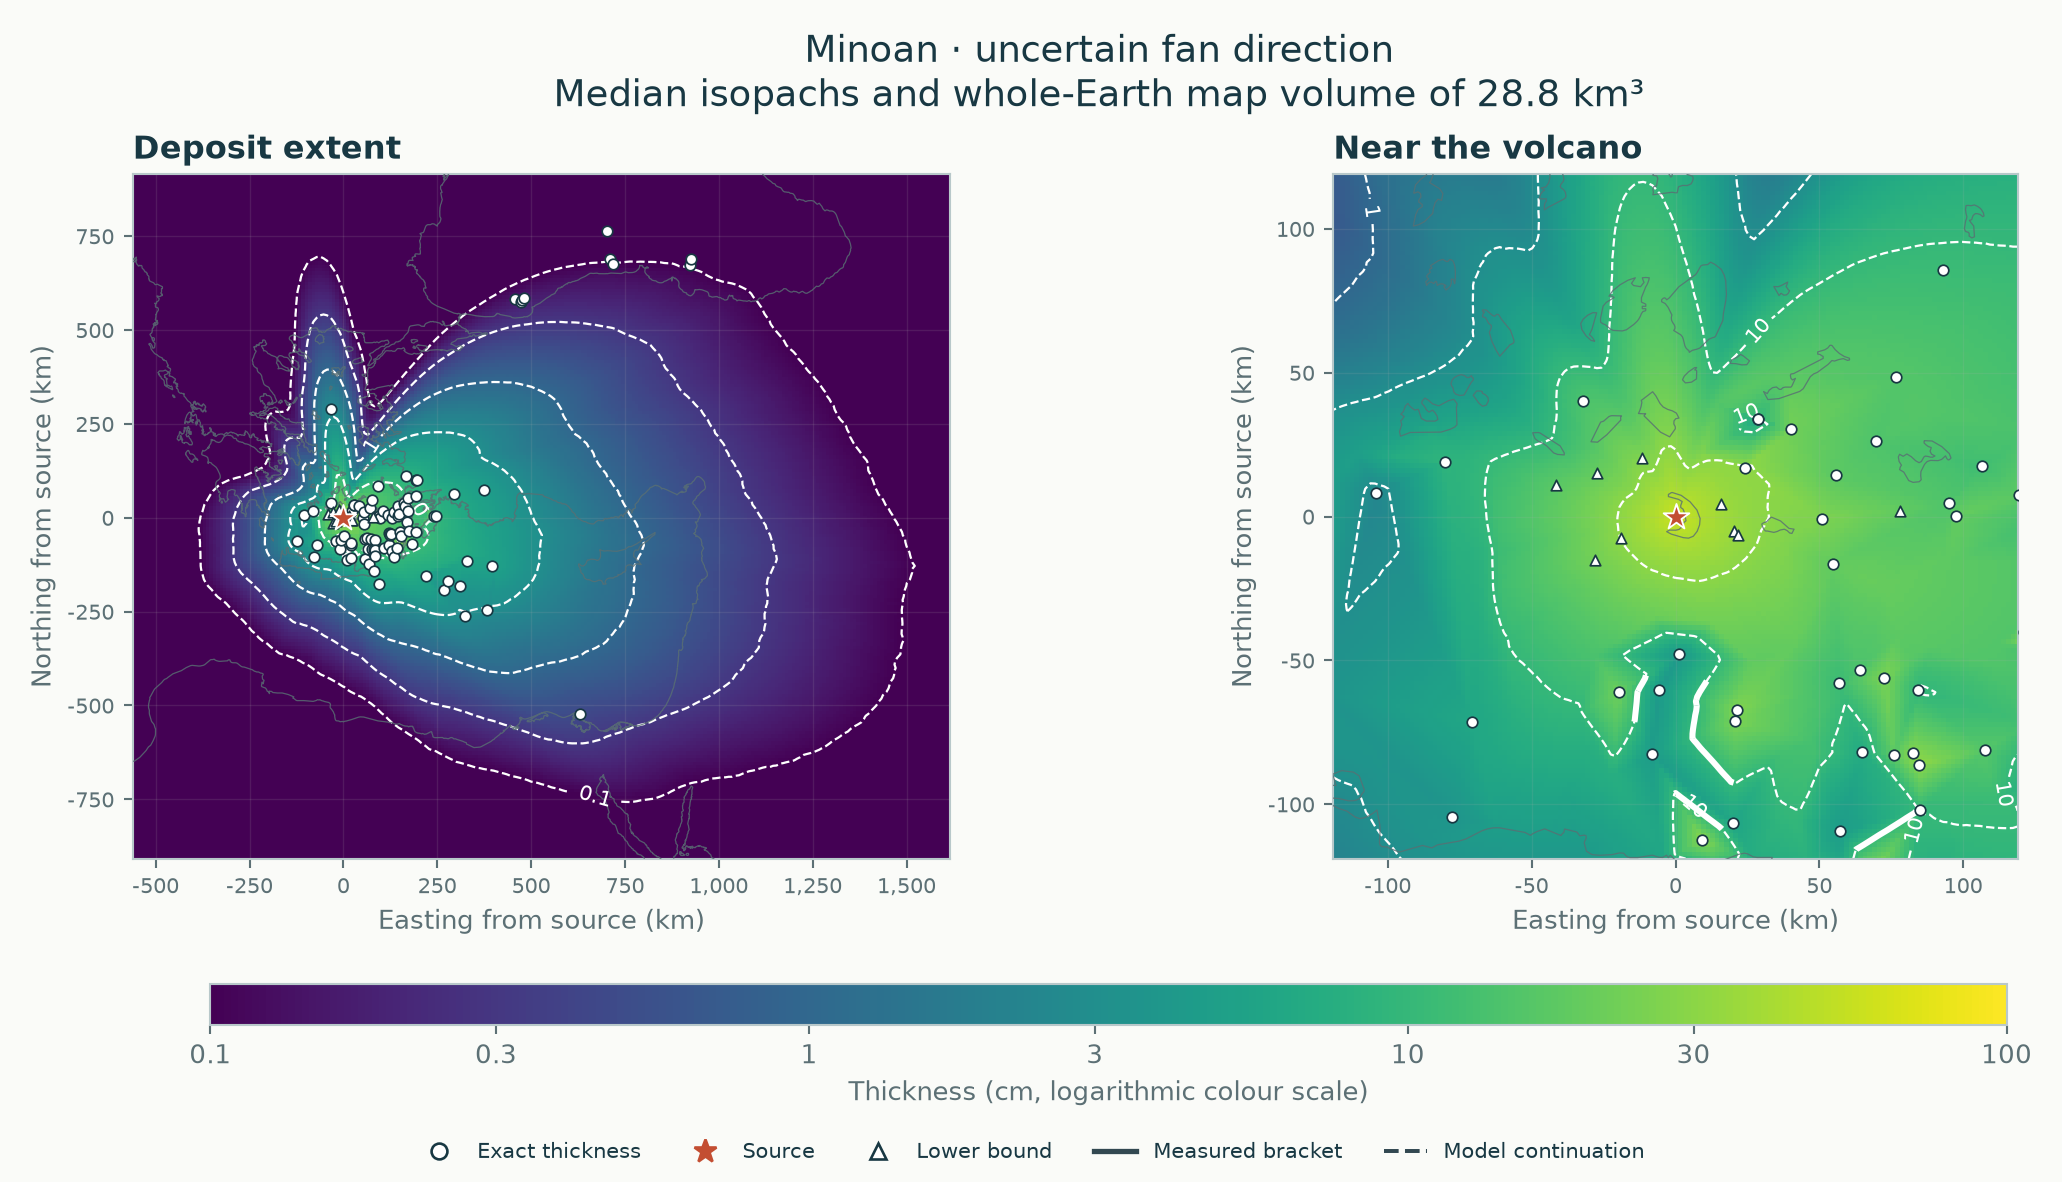 Minoan · uncertain fan direction
Median isopachs and whole-Earth map volume of 28.8 km³
Deposit extent
Near the volcano
Northing from source (km)
750
500
250
0
-250
-500
-750
0.1
-500
-250
0
250
500
750
1,000
1,250
1,500
Easting from source (km)
Northing from source (km)
100
50
0
-50
-100
1
10
10
10
10
10
-100
-50
0
50
100
Easting from source (km)
0.1
0.3
1
3
10
30
100
Thickness (cm, logarithmic colour scale)
Exact thickness
Source
Lower bound
Measured bracket
Model continuation